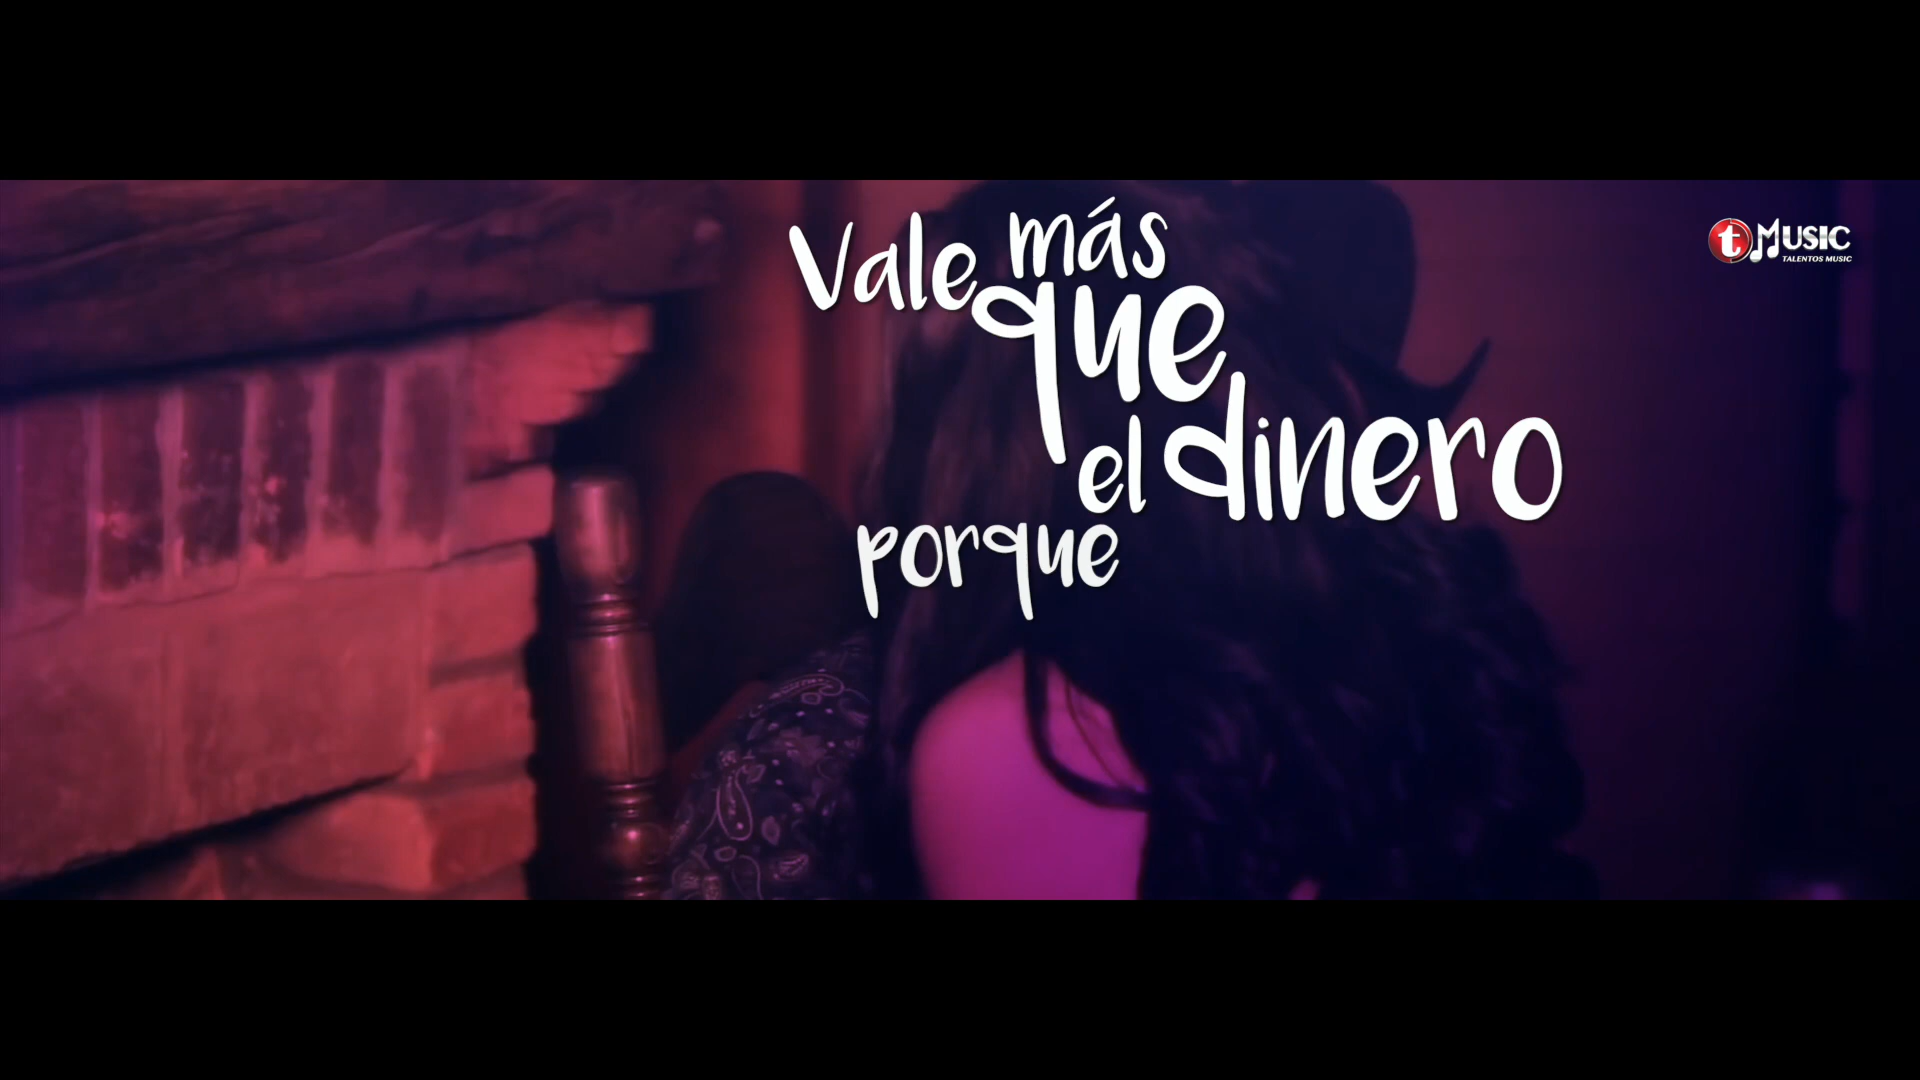 Vale más
que
el dinero
porque
t MUSIC
TALENTOS MUSIC